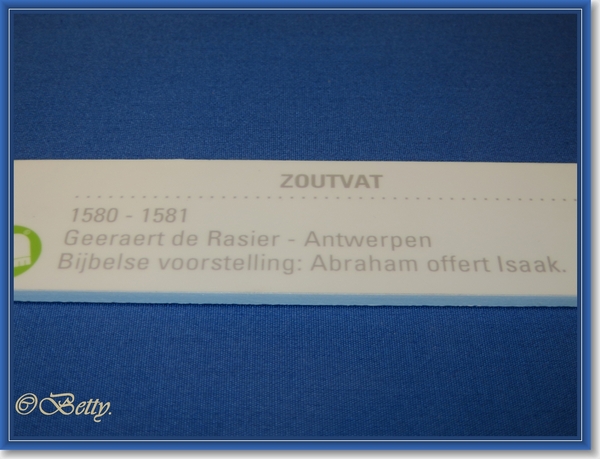 ZOUTVAT
1580 - 1581
Geeraert de Rasier - Antwerpen
Bijbelse voorstelling: Abraham offert Isaak.
©Betty.